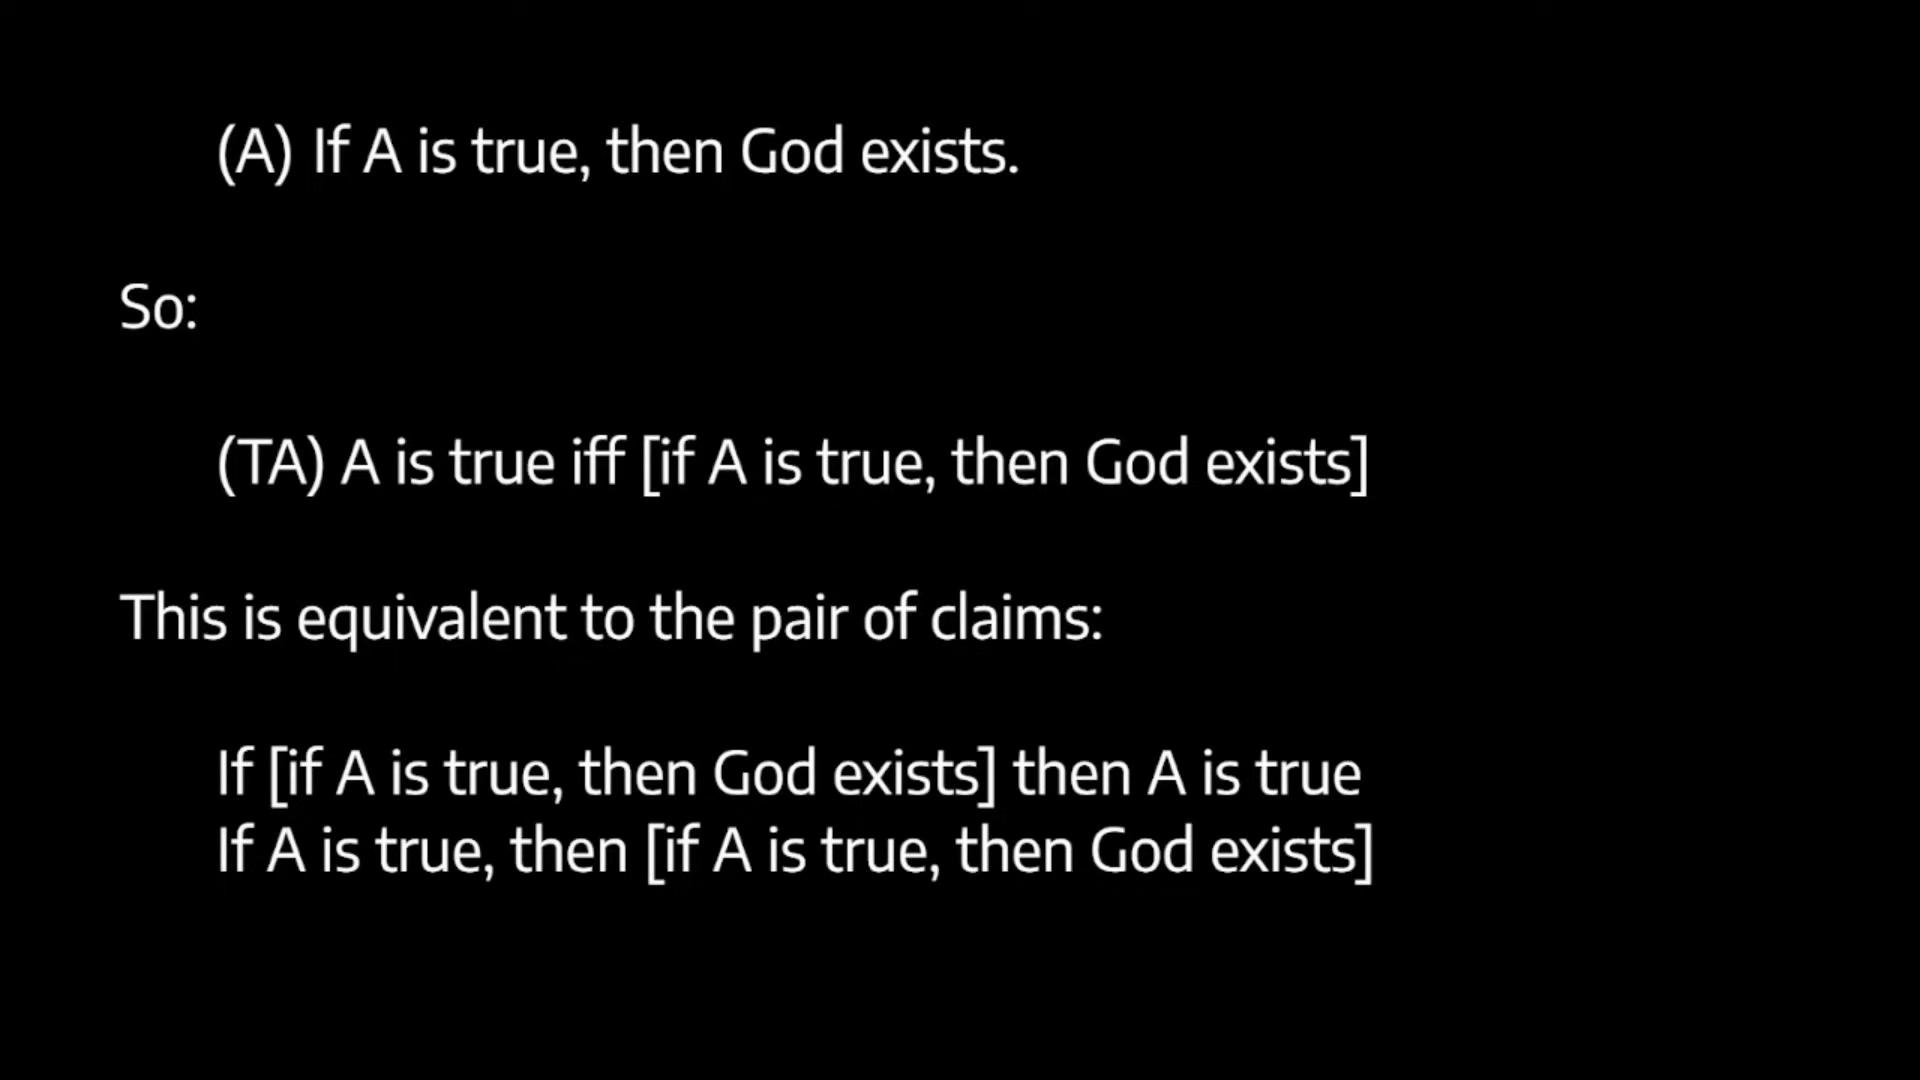 (A) If A is true, then God exists.
So:
(TA) A is true iff [if A is true, then God exists]
This is equivalent to the pair of claims:
If [if A is true, then God exists] then A is true
If A is true, then [if A is true, then God exists]